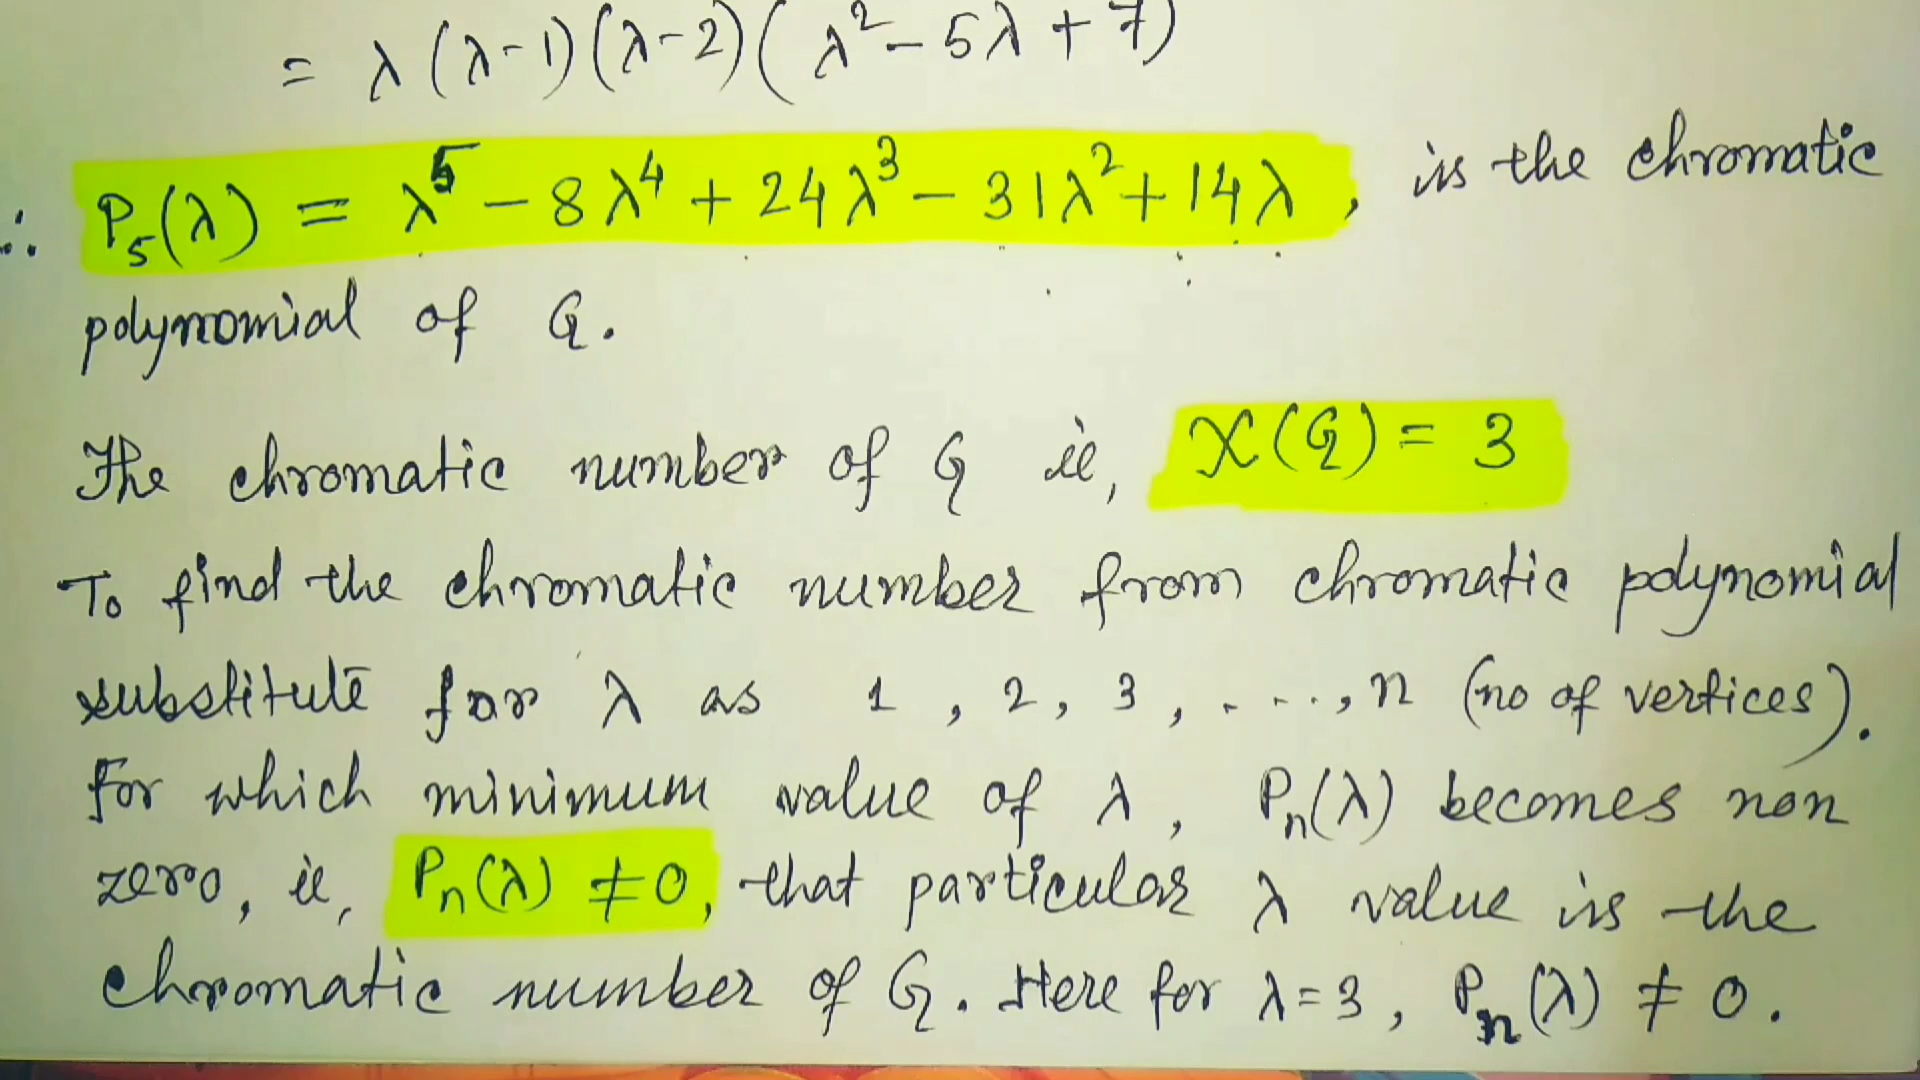 = λ(λ-1)(λ-2)(λ² - 5λ + 7)
∴ P₅(λ) = λ⁵ - 8λ⁴ + 24λ³ - 31λ² + 14λ, is the chromatic
polynomial of G.
The chromatic number of G ie, X(G) = 3
To find the chromatic number from chromatic polynomial
substitute for λ as 1, 2, 3, ....., n (no of vertices).
For which minimum value of λ, Pₙ(λ) becomes non
zero, ie, Pₙ(λ) ≠ 0, that particular λ value is the
chromatic number of G. Here for λ=3, Pₙ(λ) ≠ 0.